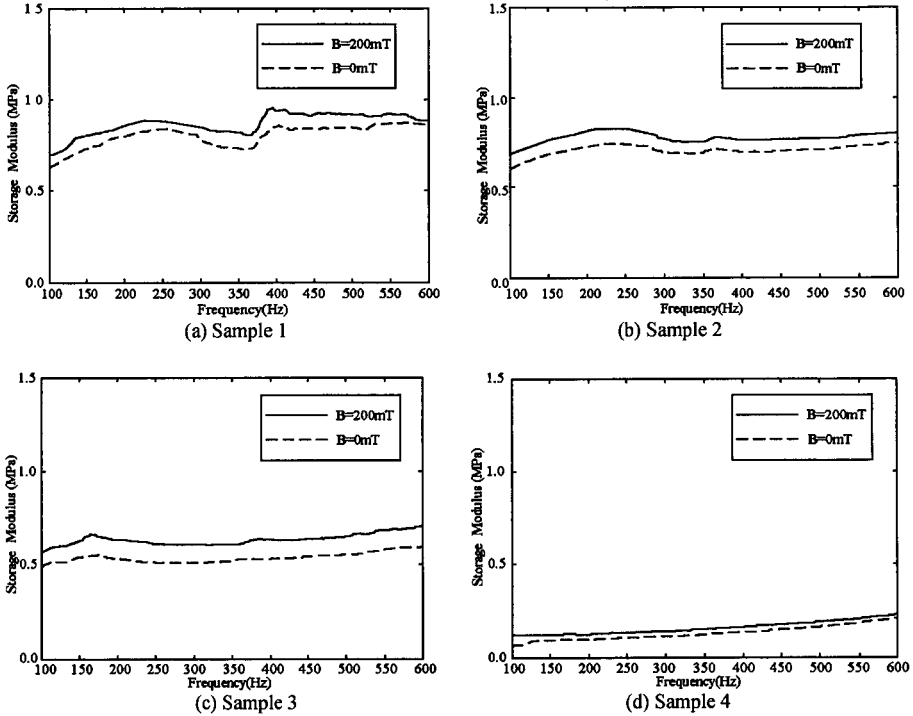 1.5
B=200mT
B=0mT
1.0
0.5
0.0
Storage Modulus (MPa)
100 150 200 250 300 350 400 450 500 550 600
Frequency(Hz)
(a) Sample 1
1.5
B=200mT
B=0mT
1.0
0.5
0.0
Storage Modulus (MPa)
100 150 200 250 300 350 400 450 500 550 600
Frequency(Hz)
(b) Sample 2
1.5
B=200mT
B=0mT
1.0
0.5
0.0
Storage Modulus (MPa)
100 150 200 250 300 350 400 450 500 550 600
Frequency(Hz)
(c) Sample 3
1.5
B=200mT
B=0mT
1.0
0.5
0.0
Storage Modulus (MPa)
100 150 200 250 300 350 400 450 500 550 600
Frequency(Hz)
(d) Sample 4